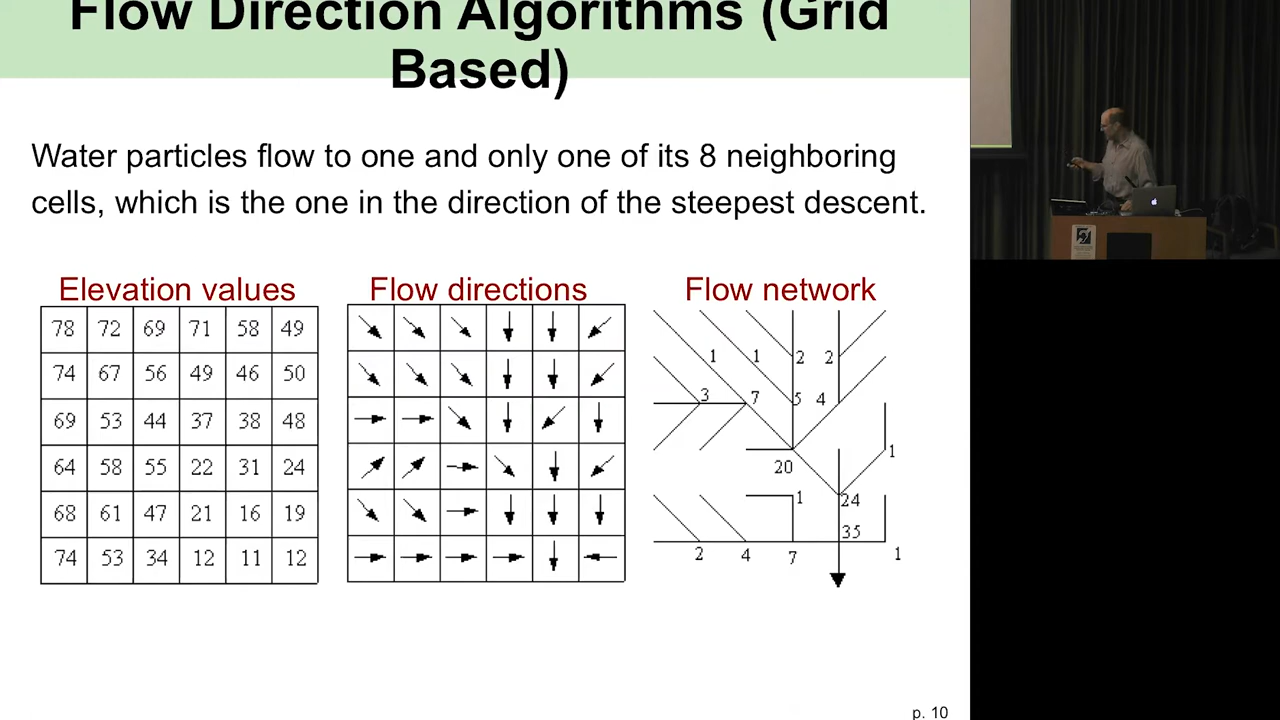 Flow Direction Algorithms (Grid
Based)
Water particles flow to one and only one of its 8 neighboring
cells, which is the one in the direction of the steepest descent.
Elevation values Flow directions Flow network
78 72 69 71 58 49
74 67 56 49 46 50
69 53 44 37 38 48
64 58 55 22 31 24
68 61 47 21 16 19
74 53 34 12 11 12
1 1 2 2
3 7 5 4
1
20
1 24
35
2 4 7 1
p. 10